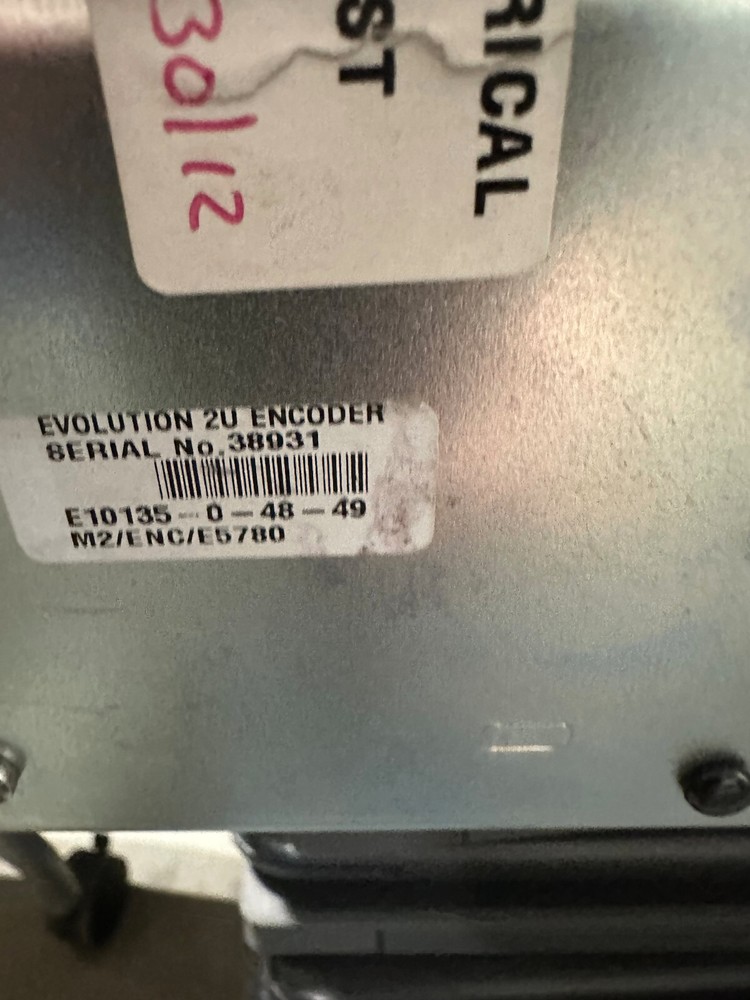 RICAL
ST
30/12
EVOLUTION 2U ENCODER
SERIAL No.38931
E10135-0-48-49
M2/ENC/E5780